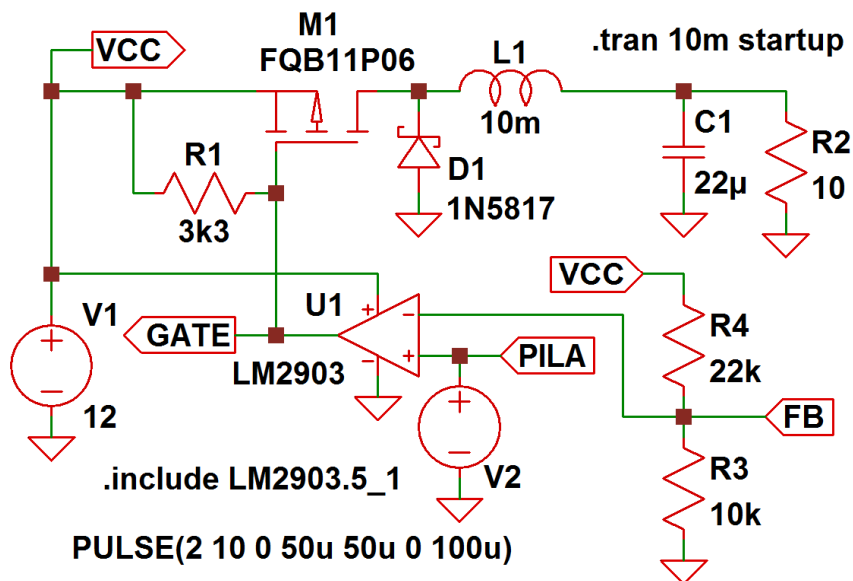 M1
VCC
FQB11P06
L1
.tran 10m startup
10m
C1
R2
R1
D1
22µ
10
3k3
1N5817
VCC
V1
GATE
U1
R4
LM2903
PILA
22k
FB
12
V2
R3
.include LM2903.5_1
10k
PULSE(2 10 0 50u 50u 0 100u)